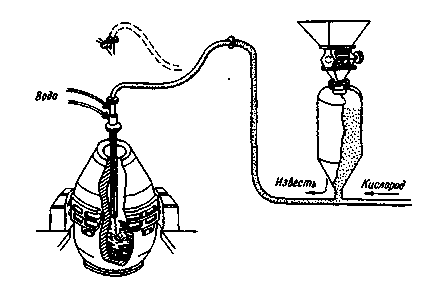 Вода
Известь
Кислород